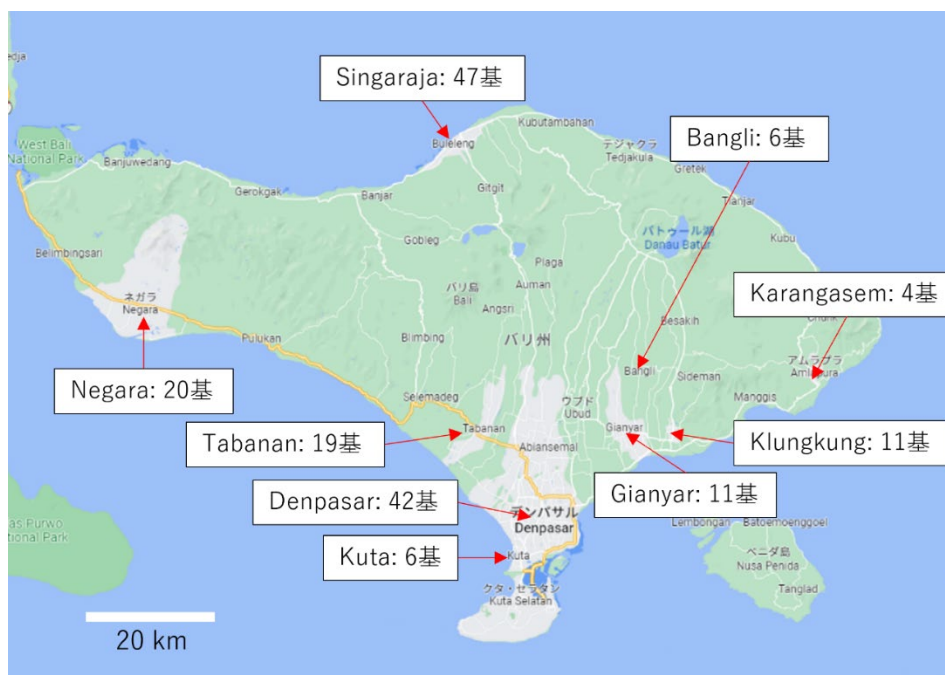 edja
Singaraja: 47基
Kubutambahan
Bangli: 6基
テジャクラ
Tedjakula
West Bali
National Park
Buleleng
Banjuwedang
Gretek
Gerokgak
Banjar
Gitgit
Tianjar
Gobleg
バトゥール湖
Danau Batur
Kubu
Belimbingsari
Plaga
ネガラ
Negara
バリ島
Bali
Auman
Karangasem: 4基
Angsri
Besakih
Pulukan
Blimbing
バリ州
アムラプラ
Amlapura
Negara: 20基
Bangli
Sideman
Selemadeg
ウブド
Ubud
Manggis
Tabanan: 19基
Tabanan
Abiansemal
Gianyar
Klungkung: 11基
Denpasar: 42基
デンパサル
Denpasar
Gianyar: 11基
as Purwo
tional Park
Lembongan
Batoemoenggoel
Kuta: 6基
Kuta
ペニダ島
Nusa Penida
クタ・セラタン
Kuta Selatan
Tanglad
20 km